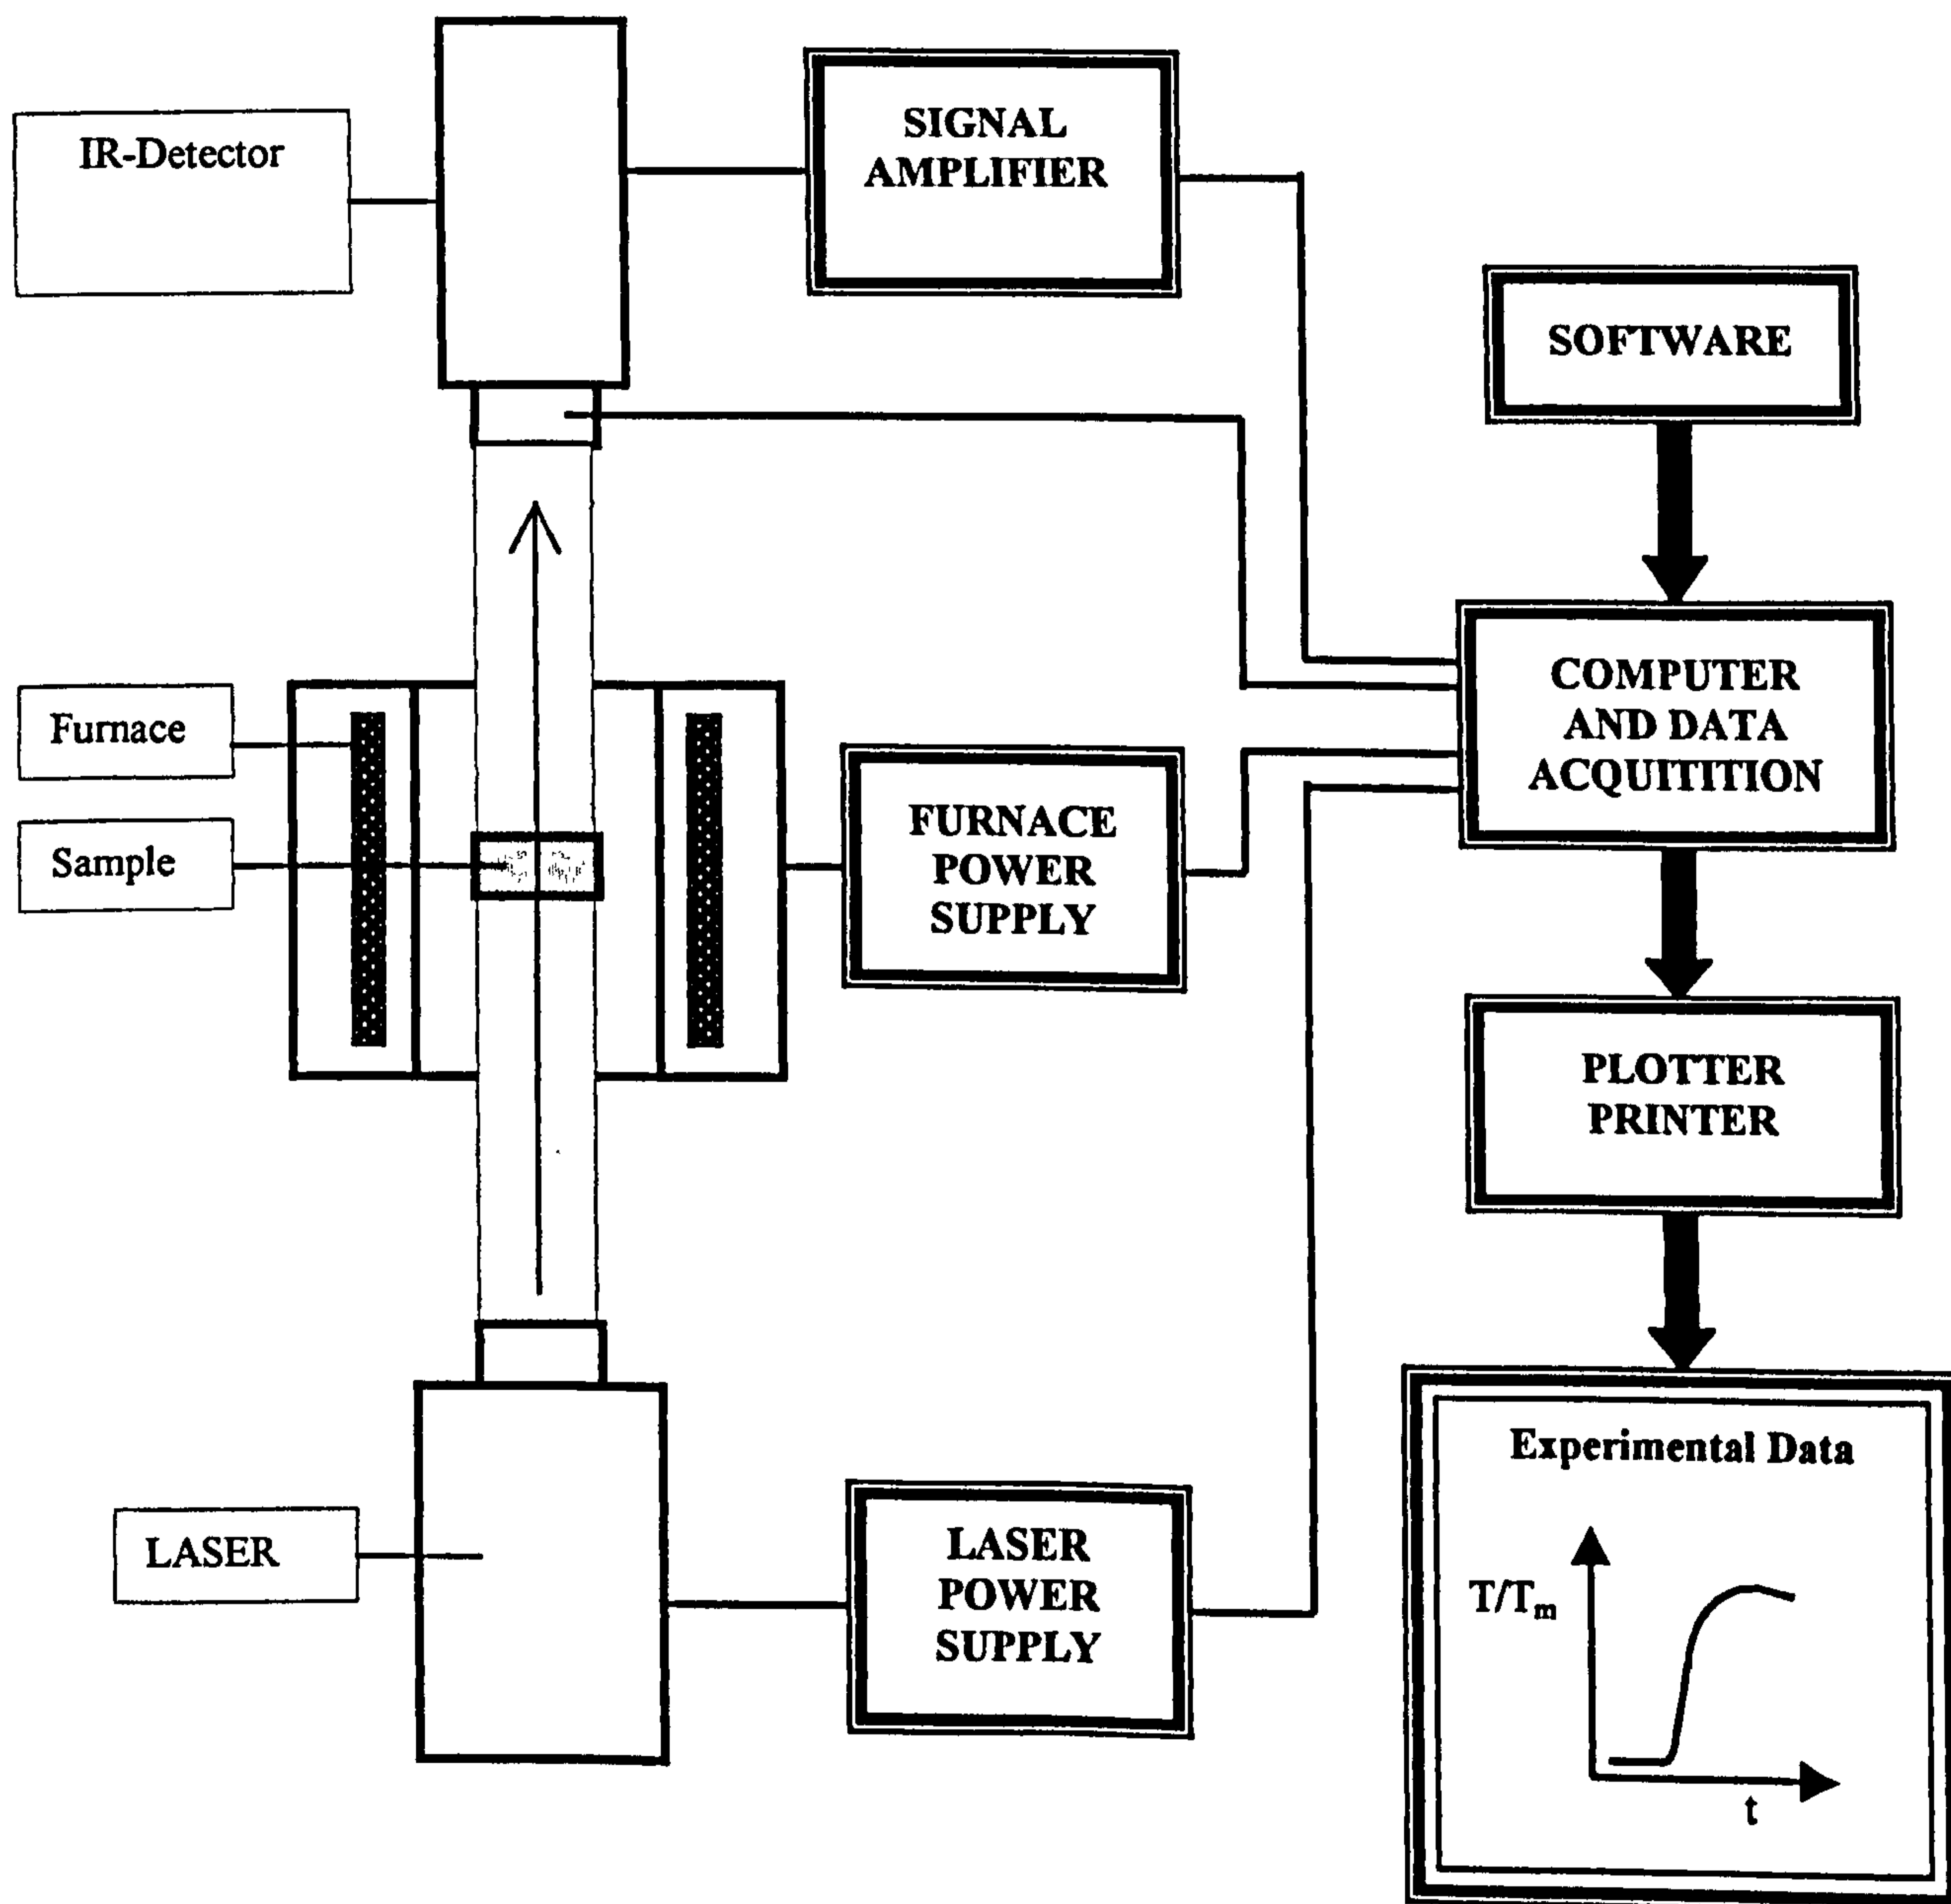 IR-Detector
SIGNAL
AMPLIFIER
SOFTWARE
Furnace
Sample
COMPUTER
AND DATA
ACQUITITION
FURNACE
POWER
SUPPLY
PLOTTER
PRINTER
LASER
LASER
POWER
SUPPLY
Experimental Data
T/Tm
t